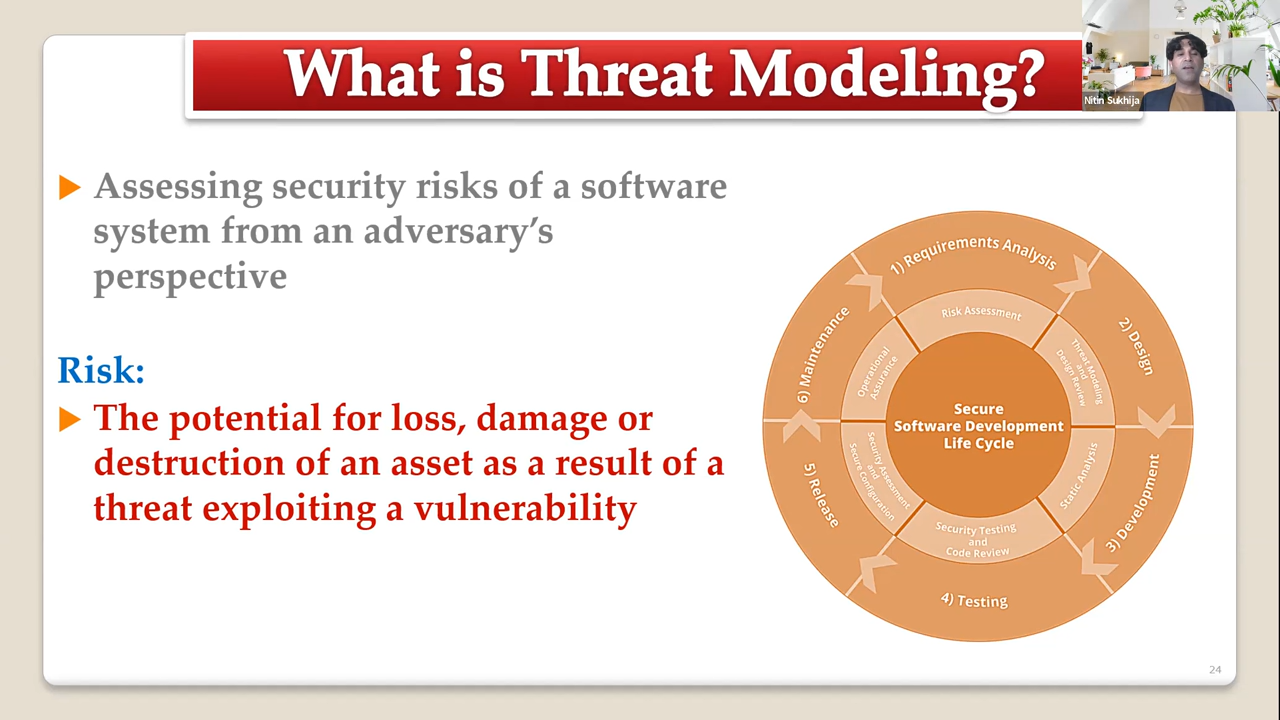 What is Threat Modeling?
Nitin Sukhija
Assessing security risks of a software
system from an adversary’s
perspective
Risk:
The potential for loss, damage or
destruction of an asset as a result of a
threat exploiting a vulnerability
1) Requirements Analysis
Risk Assessment
2) Design
Threat Modeling
and
Design Review
3) Development
Static Analysis
4) Testing
Security Testing
and
Code Review
5) Release
Security Assessment
and
Secure Configuration
6) Maintenance
Operational
Assurance
Secure
Software Development
Life Cycle
24